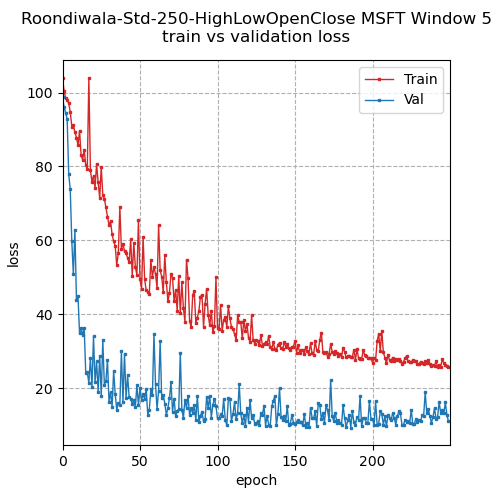 Roondiwala-Std-250-HighLowOpenClose MSFT Window 5
train vs validation loss
Train
Val
100
80
60
40
20
loss
0
50
100
150
200
epoch